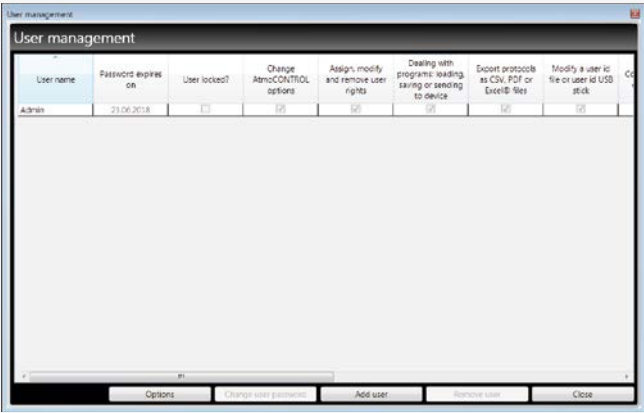 User management
User management
User name
Password expires
on
User locked?
Change
AtmoCONTROL
options
Assign, modify
and remove user
rights
Dealing with
programs: loading,
saving or sending
to device
Export protocols
as CSV, PDF or
Excel® files
Modify a user id
file or user id USB
stick
Admin
23.06.2018
Options
Change user password
Add user
Remove user
Close